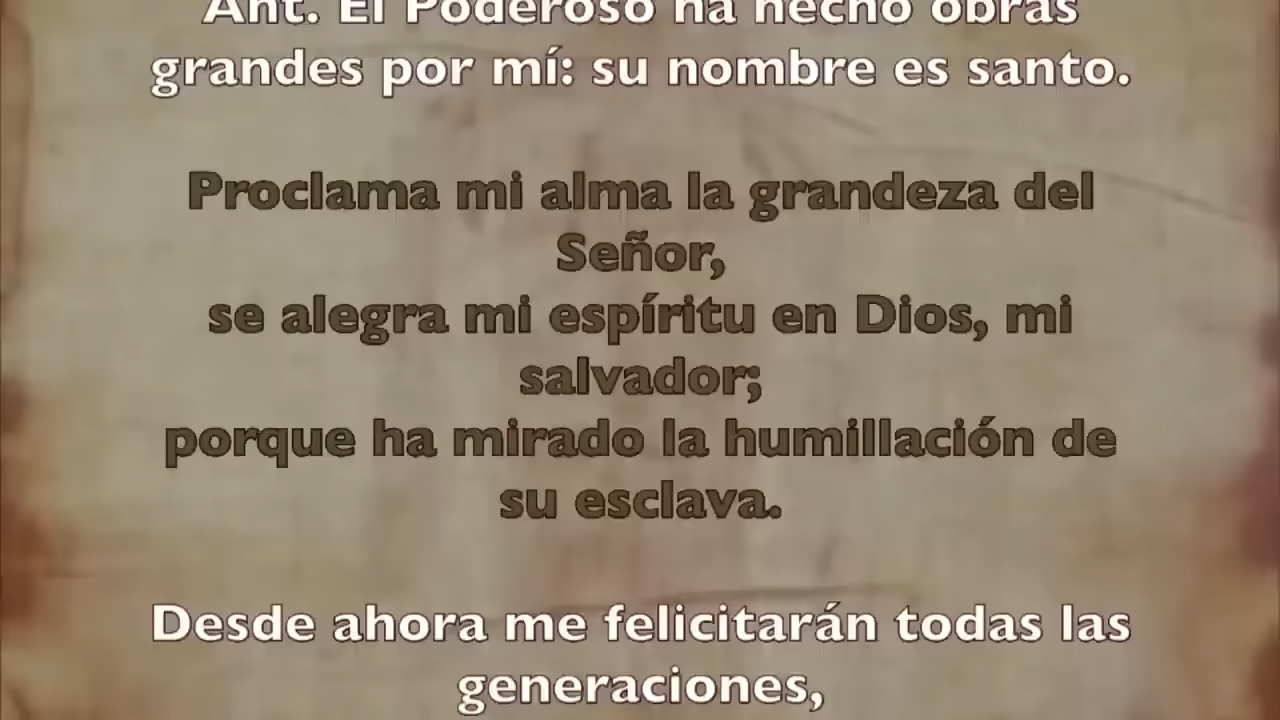 Ant. El Poderoso ha hecho obras
grandes por mí: su nombre es santo.
Proclama mi alma la grandeza del
Señor,
se alegra mi espíritu en Dios, mi
salvador;
porque ha mirado la humillación de
su esclava.
Desde ahora me felicitarán todas las
generaciones,